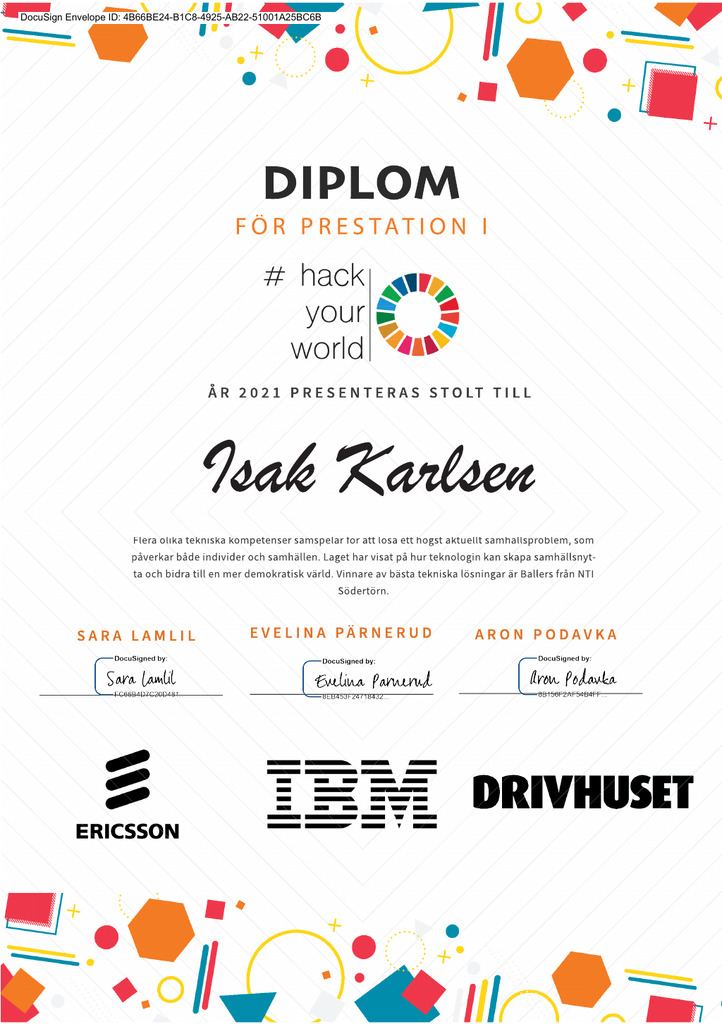 DocuSign Envelope ID: 4B66BE24-B1C8-4925-AB22-51001A25BC6B
DIPLOM
FÖR PRESTATION I
# hack
your
world
ÅR 2021 PRESENTERAS STOLT TILL
Isak Karlsen
Flera olika tekniska kompetenser samspelar för att lösa ett högst aktuellt samhällsproblem, som
påverkar både individer och samhällen. Laget har visat på hur teknologin kan skapa samhällsnyt-
ta och bidra till en mer demokratisk värld. Vinnare av bästa tekniska lösningar är Ballers från NTI
Södertörn.
SARA LAMLIL EVELINA PÄRNERUD ARON PODAVKA
DocuSigned by: DocuSigned by: DocuSigned by:
Sara Lamlil Evelina Parnerud Aron Podavka
FC66B4D7C20D481... 8EB453F24718432... 8B156F2AF54B4FF...
ERICSSON IBM DRIVHUSET